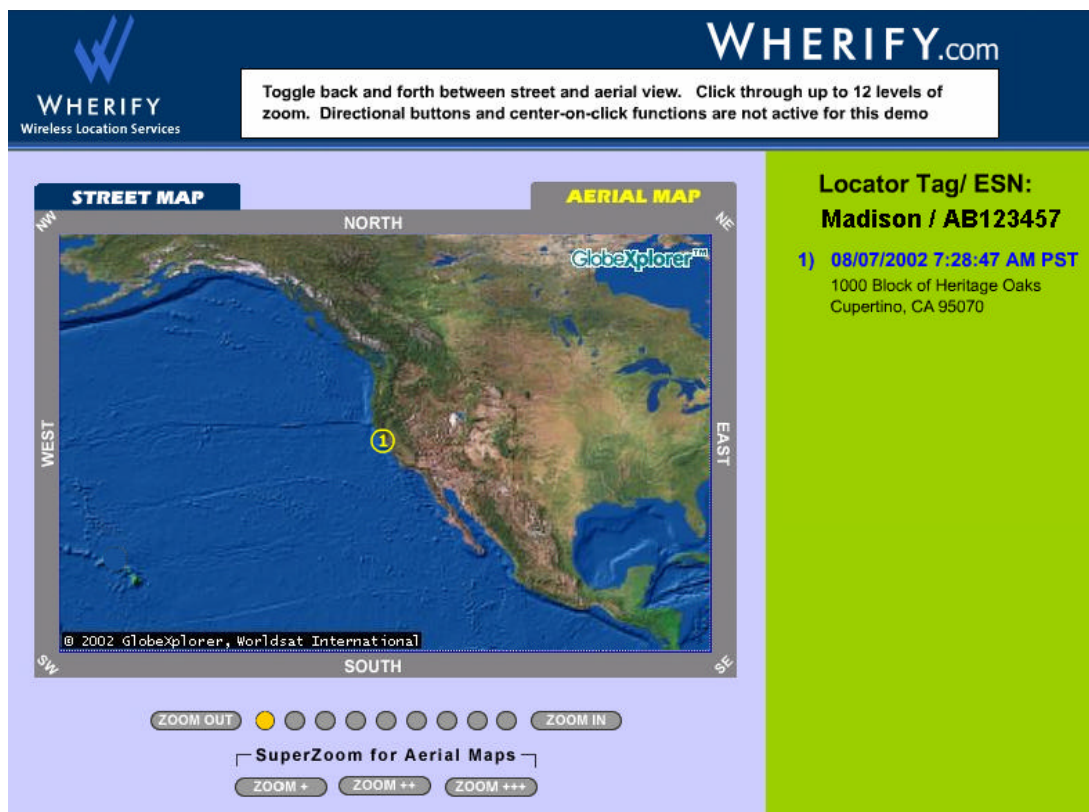 WHERIFY
Wireless Location Services
WHERIFY.com
Toggle back and forth between street and aerial view. Click through up to 12 levels of
zoom. Directional buttons and center-on-click functions are not active for this demo
STREET MAP
AERIAL MAP
NW
NORTH
NE
GlobeXplorer™
WEST
1
EAST
© 2002 GlobeXplorer, Worldsat International
SW
SOUTH
SE
ZOOM OUT
ZOOM IN
SuperZoom for Aerial Maps
ZOOM + ZOOM ++ ZOOM +++
Locator Tag/ ESN:
Madison / AB123457
1) 08/07/2002 7:28:47 AM PST
1000 Block of Heritage Oaks
Cupertino, CA 95070